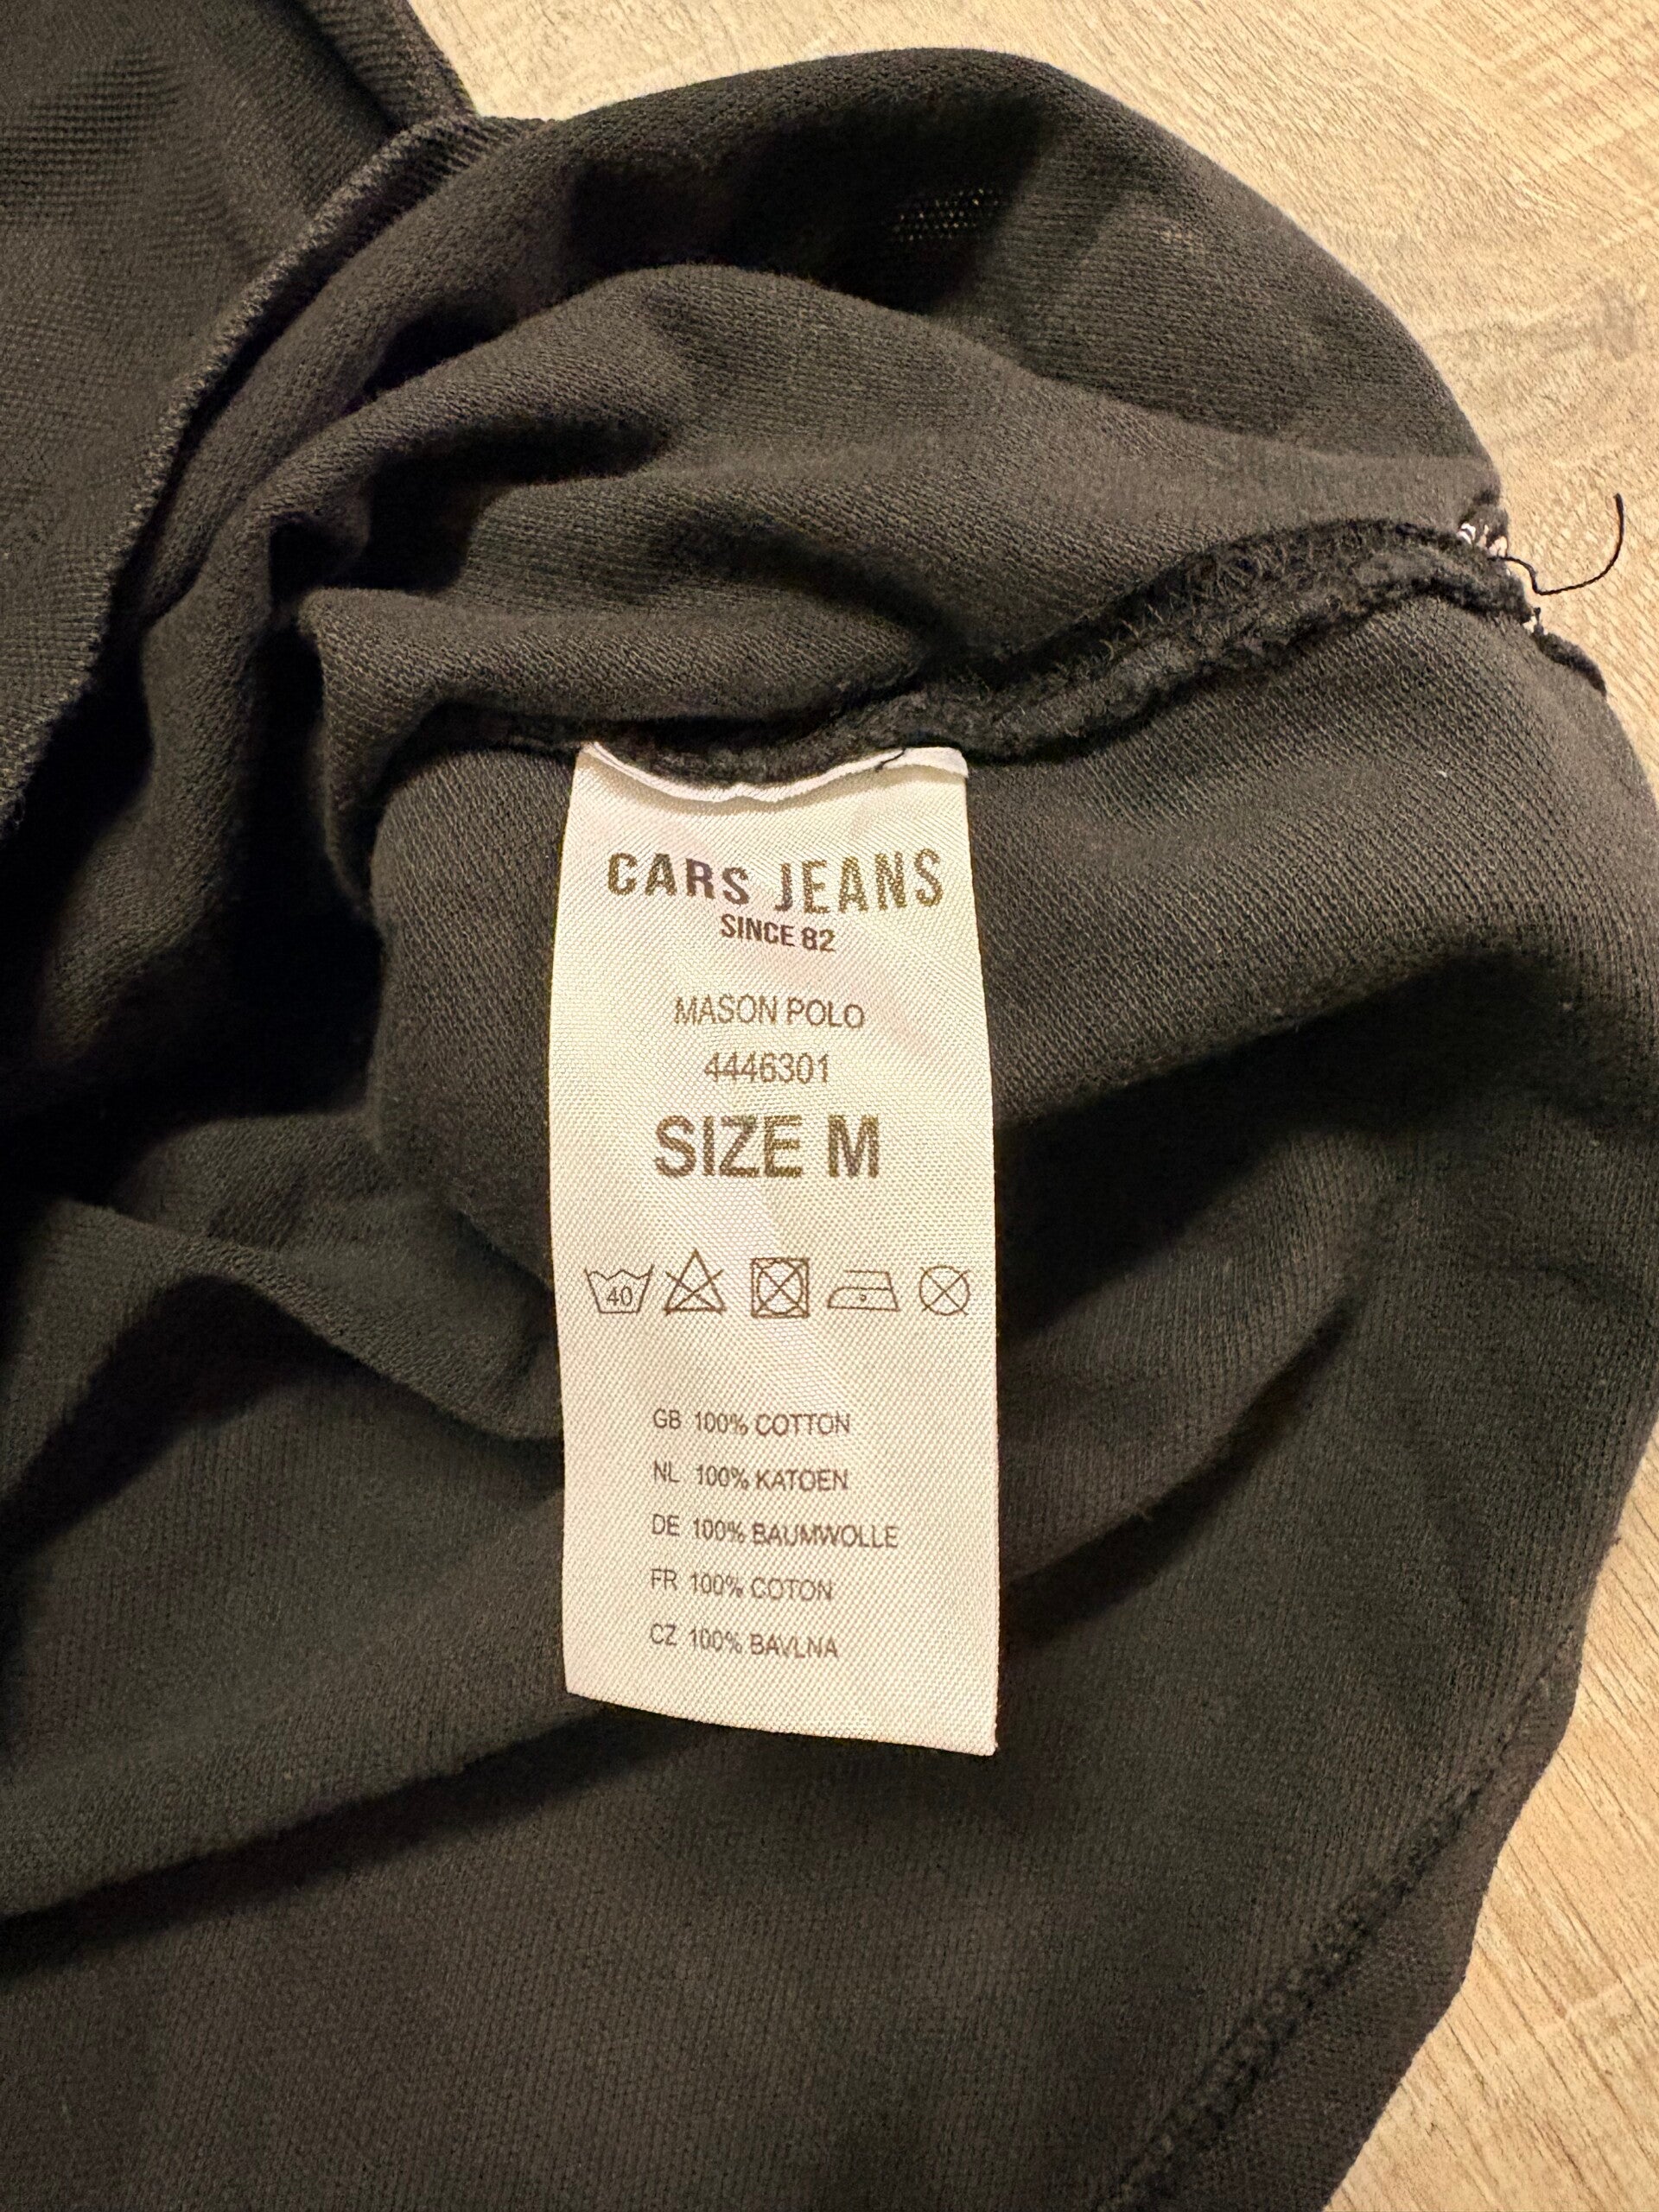 CARS JEANS
SINCE 82
MASON POLO
4446301
SIZE M
40
GB 100% COTTON
NL 100% KATOEN
DE 100% BAUMWOLLE
FR 100% COTON
CZ 100% BAVLNA